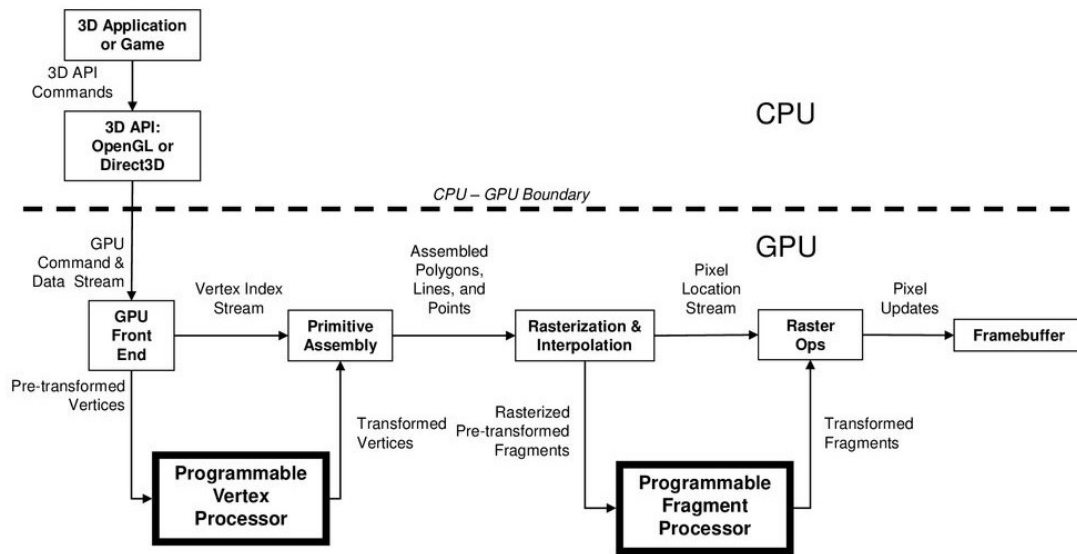 3D Application
or Game
3D API
Commands
3D API:
OpenGL or
Direct3D
CPU
CPU – GPU Boundary
GPU
GPU
Command &
Data Stream
Vertex Index
Stream
Assembled
Polygons,
Lines, and
Points
Pixel
Location
Stream
Pixel
Updates
GPU
Front
End
Primitive
Assembly
Rasterization &
Interpolation
Raster
Ops
Framebuffer
Pre-transformed
Vertices
Transformed
Vertices
Rasterized
Pre-transformed
Fragments
Transformed
Fragments
Programmable
Vertex
Processor
Programmable
Fragment
Processor